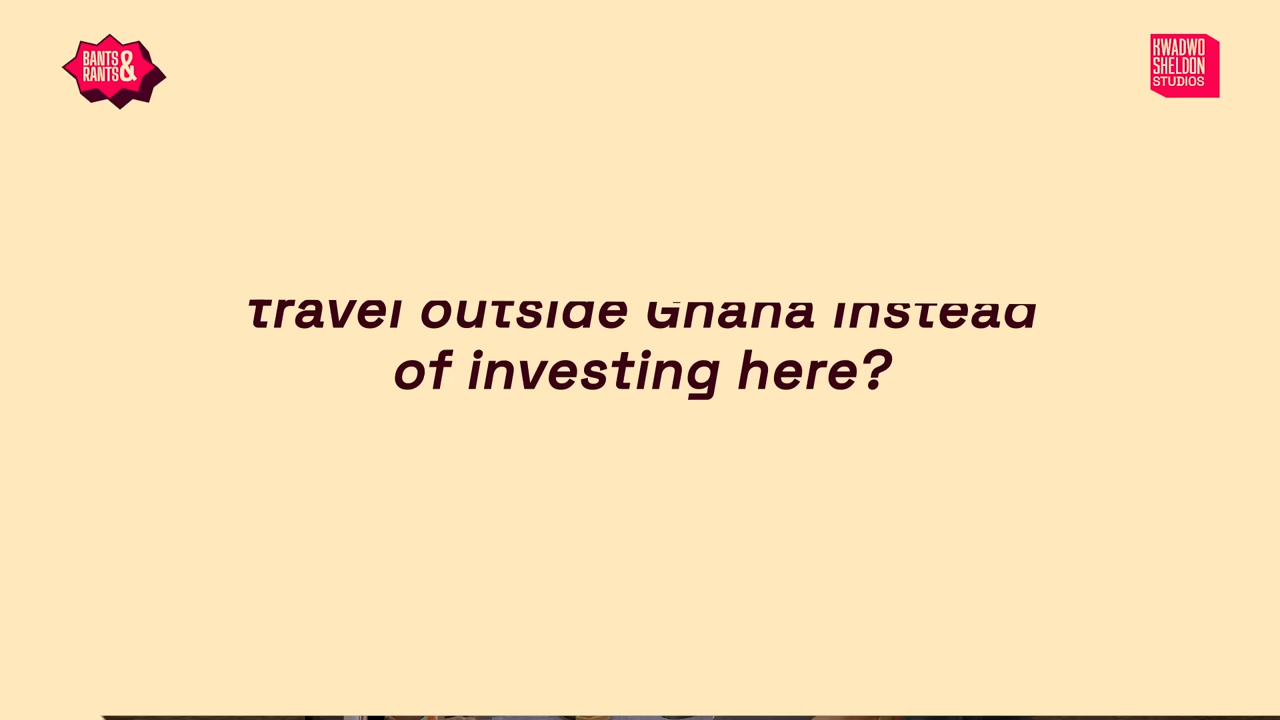 BANTS
RANTS &
KWADWO
SHELDON
STUDIOS
travel outside Ghana instead
of investing here?